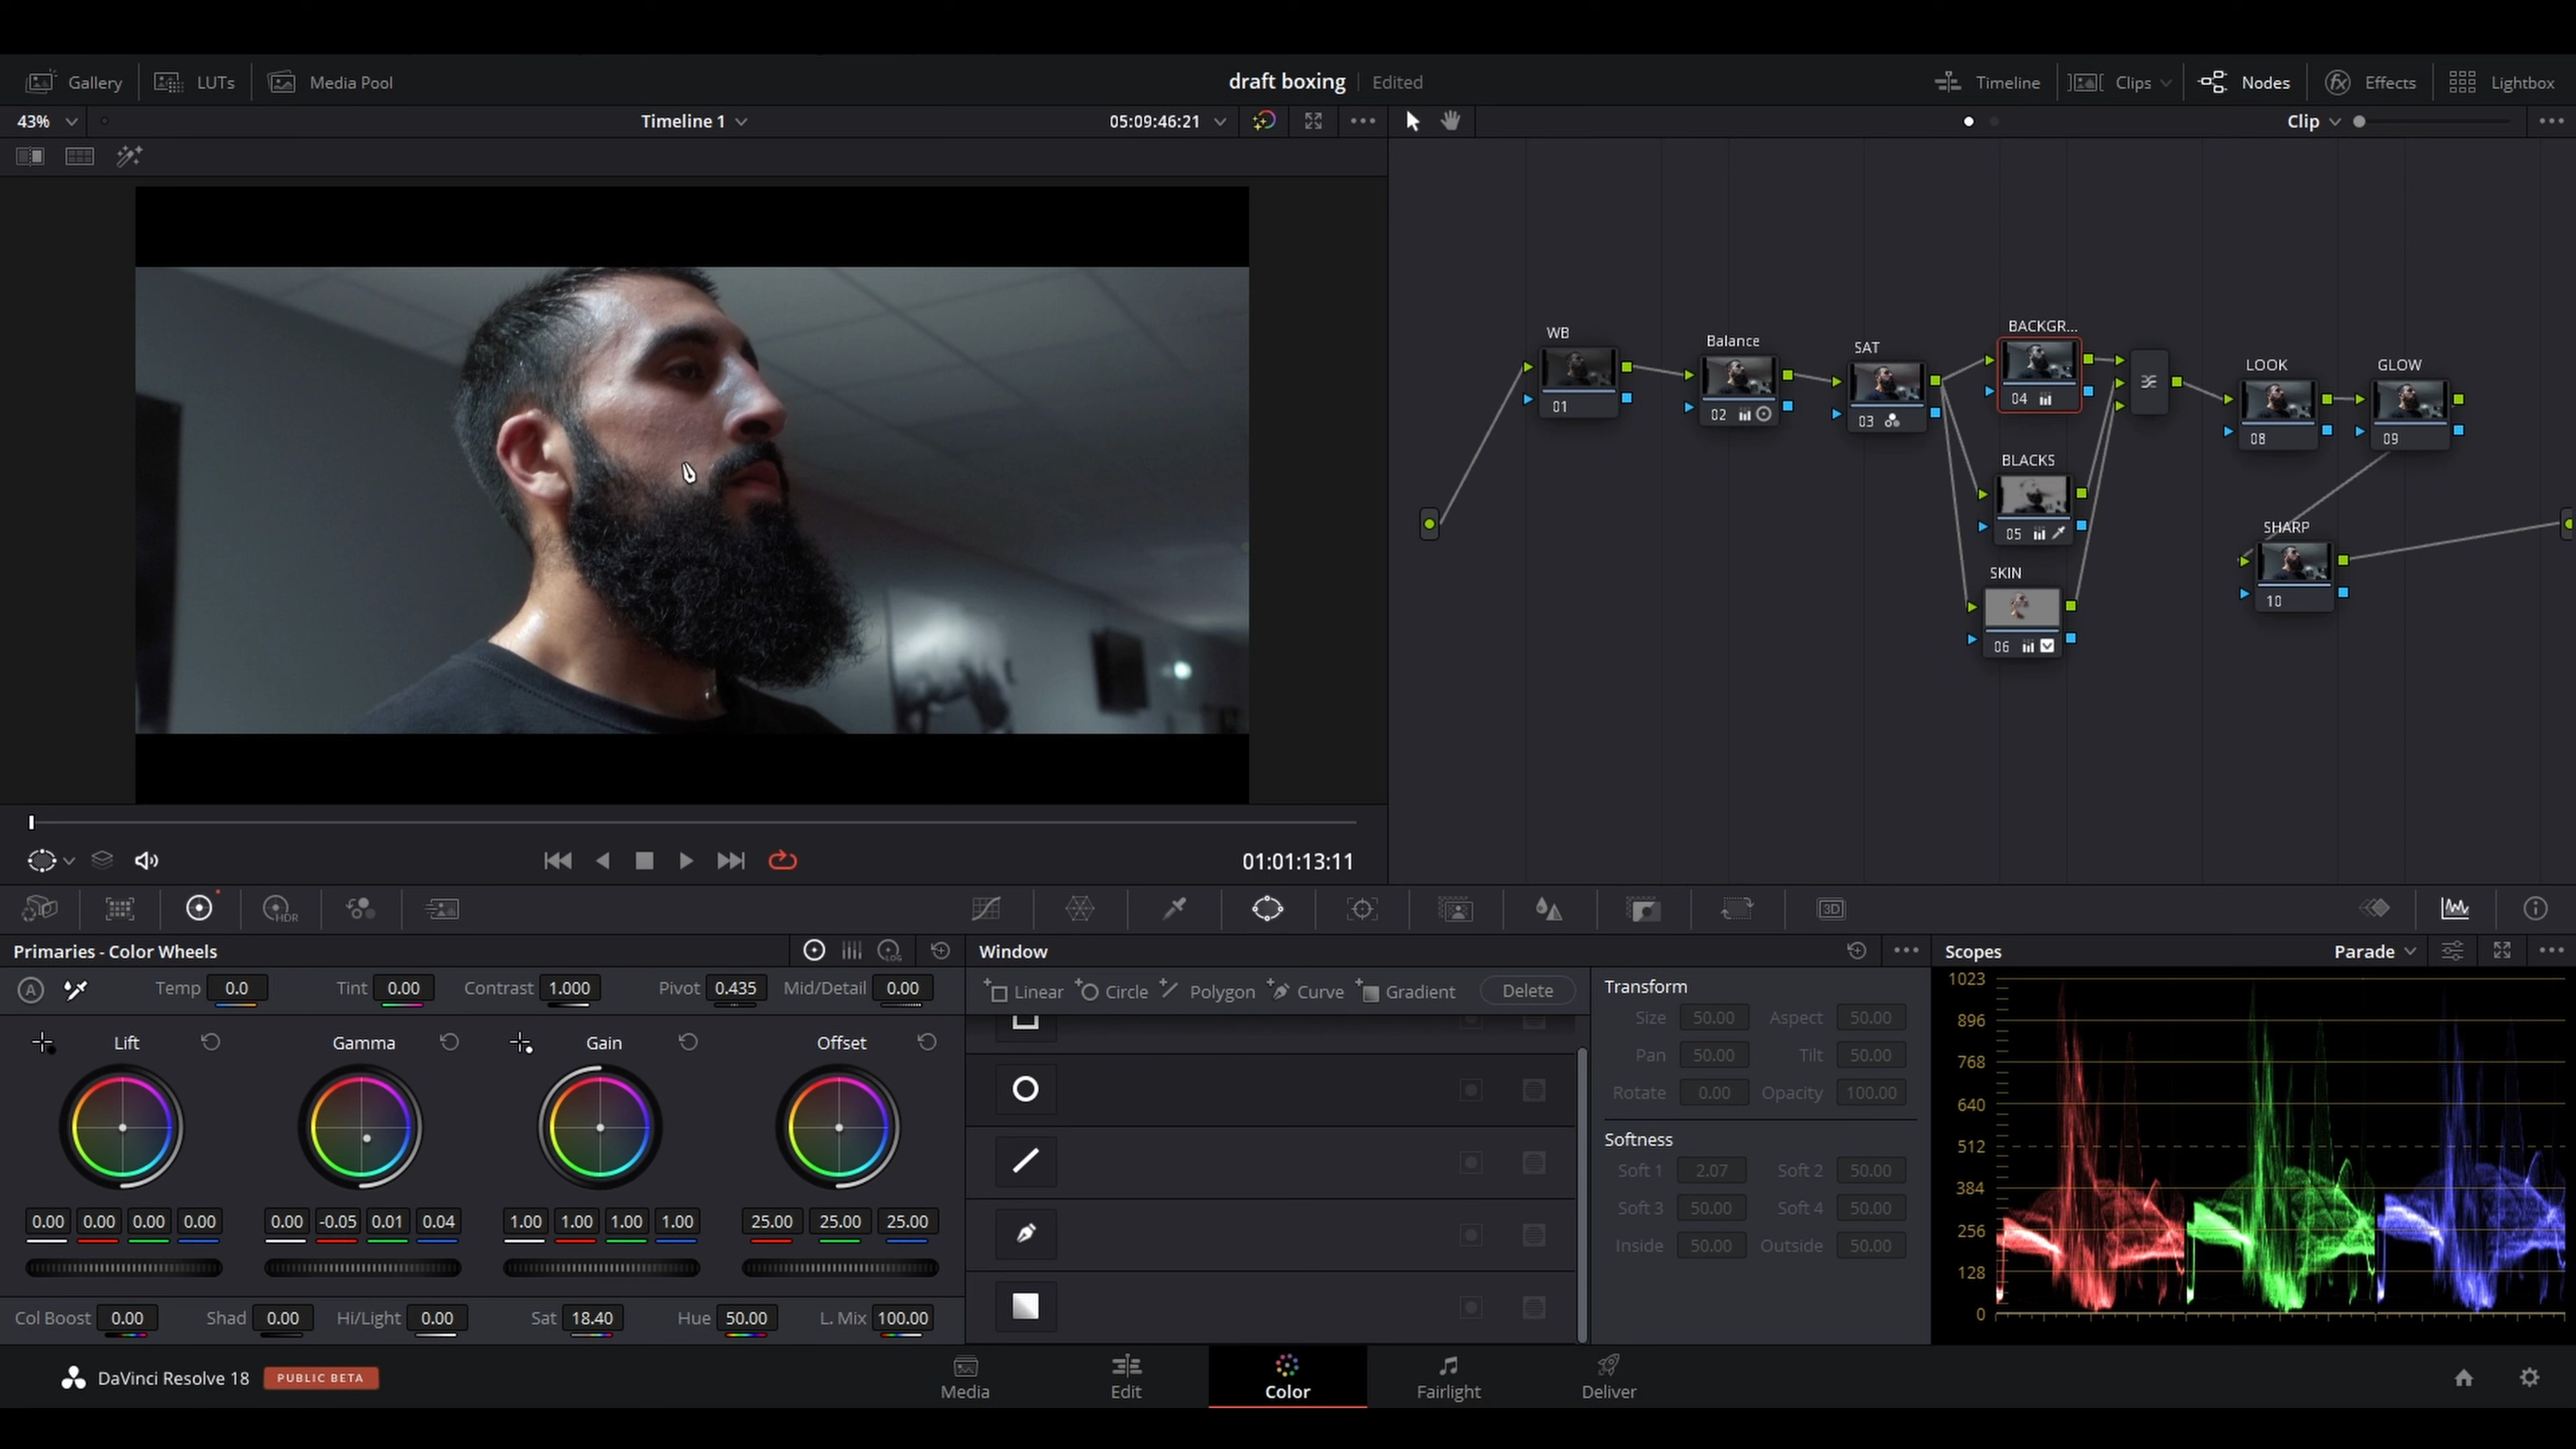 Gallery LUTs Media Pool draft boxing Edited Timeline Clips Nodes Effects Lightbox
43% Timeline 1 05:09:46:21 Clip
WB
01
Balance
02
SAT
03
BACKGR...
04
BLACKS
05
SKIN
06
LOOK
08
GLOW
09
SHARP
10
01:01:13:11
HDR 3D
Primaries - Color Wheels LOG
A Temp 0.0 Tint 0.00 Contrast 1.000 Pivot 0.435 Mid/Detail 0.00
Lift Gamma Gain Offset
0.00 0.00 0.00 0.00 0.00 -0.05 0.01 0.04 1.00 1.00 1.00 1.00 25.00 25.00 25.00
Col Boost 0.00 Shad 0.00 Hi/Light 0.00 Sat 18.40 Hue 50.00 L. Mix 100.00
Window
Linear Circle Polygon Curve Gradient Delete
Transform
Size 50.00 Aspect 50.00
Pan 50.00 Tilt 50.00
Rotate 0.00 Opacity 100.00
Softness
Soft 1 2.07 Soft 2 50.00
Soft 3 50.00 Soft 4 50.00
Inside 50.00 Outside 50.00
Scopes Parade
1023
896
768
640
512
384
256
128
0
DaVinci Resolve 18 PUBLIC BETA Media Edit Color Fairlight Deliver